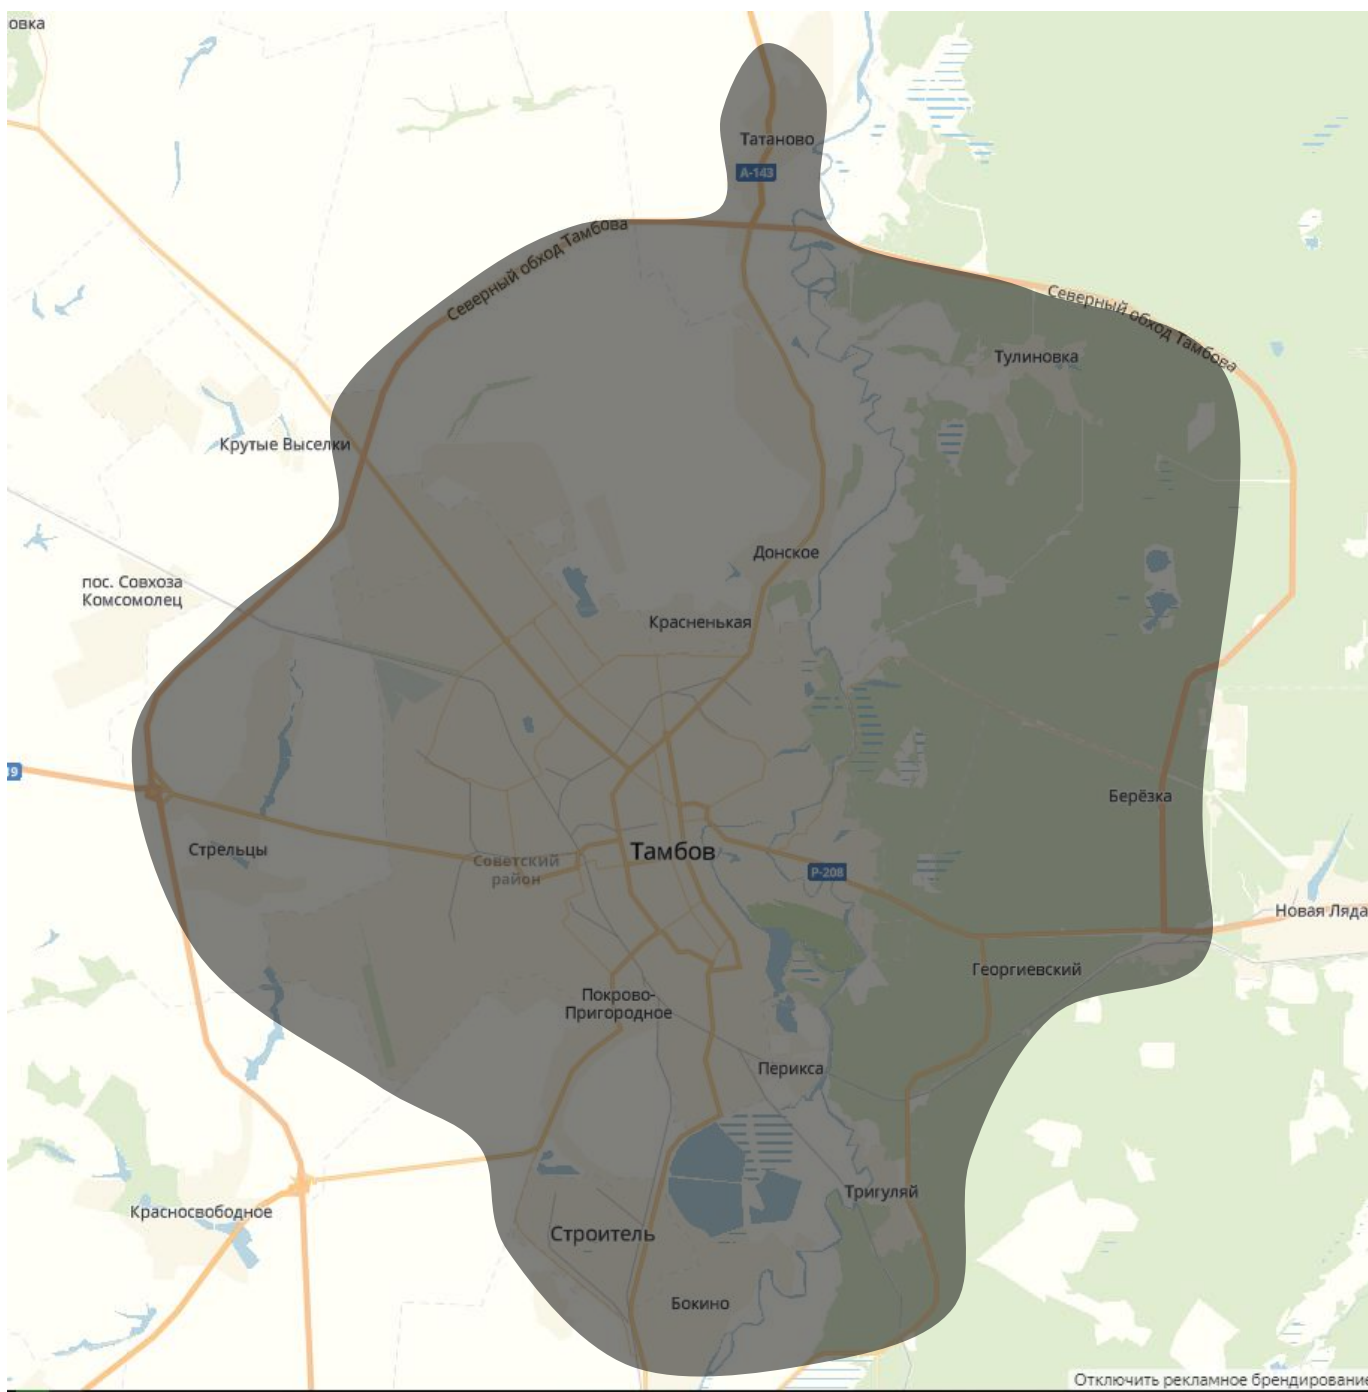 овка
Татаново
А-143
Северный обход Тамбова
Северный обход Тамбова
Тулиновка
Крутые Выселки
Донское
пос. Совхоза
Комсомолец
Красненькая
19
Берёзка
Стрельцы
Тамбов
Советский
район
Р-208
Новая Ляда
Георгиевский
Покрово-
Пригородное
Перикса
Тригуляй
Красносвободное
Строитель
Бокино
Отключить рекламное брендирование